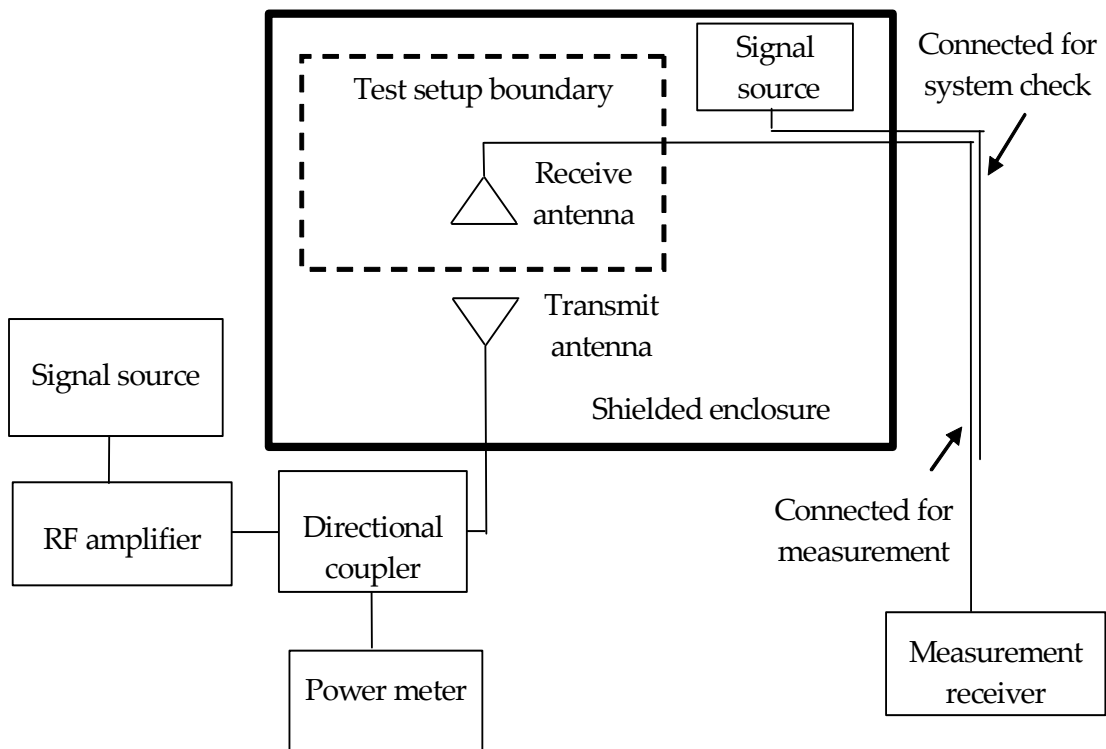 Signal
source
Connected for
system check
Test setup boundary
Receive
antenna
Transmit
antenna
Signal source
Shielded enclosure
RF amplifier
Directional
coupler
Connected for
measurement
Power meter
Measurement
receiver